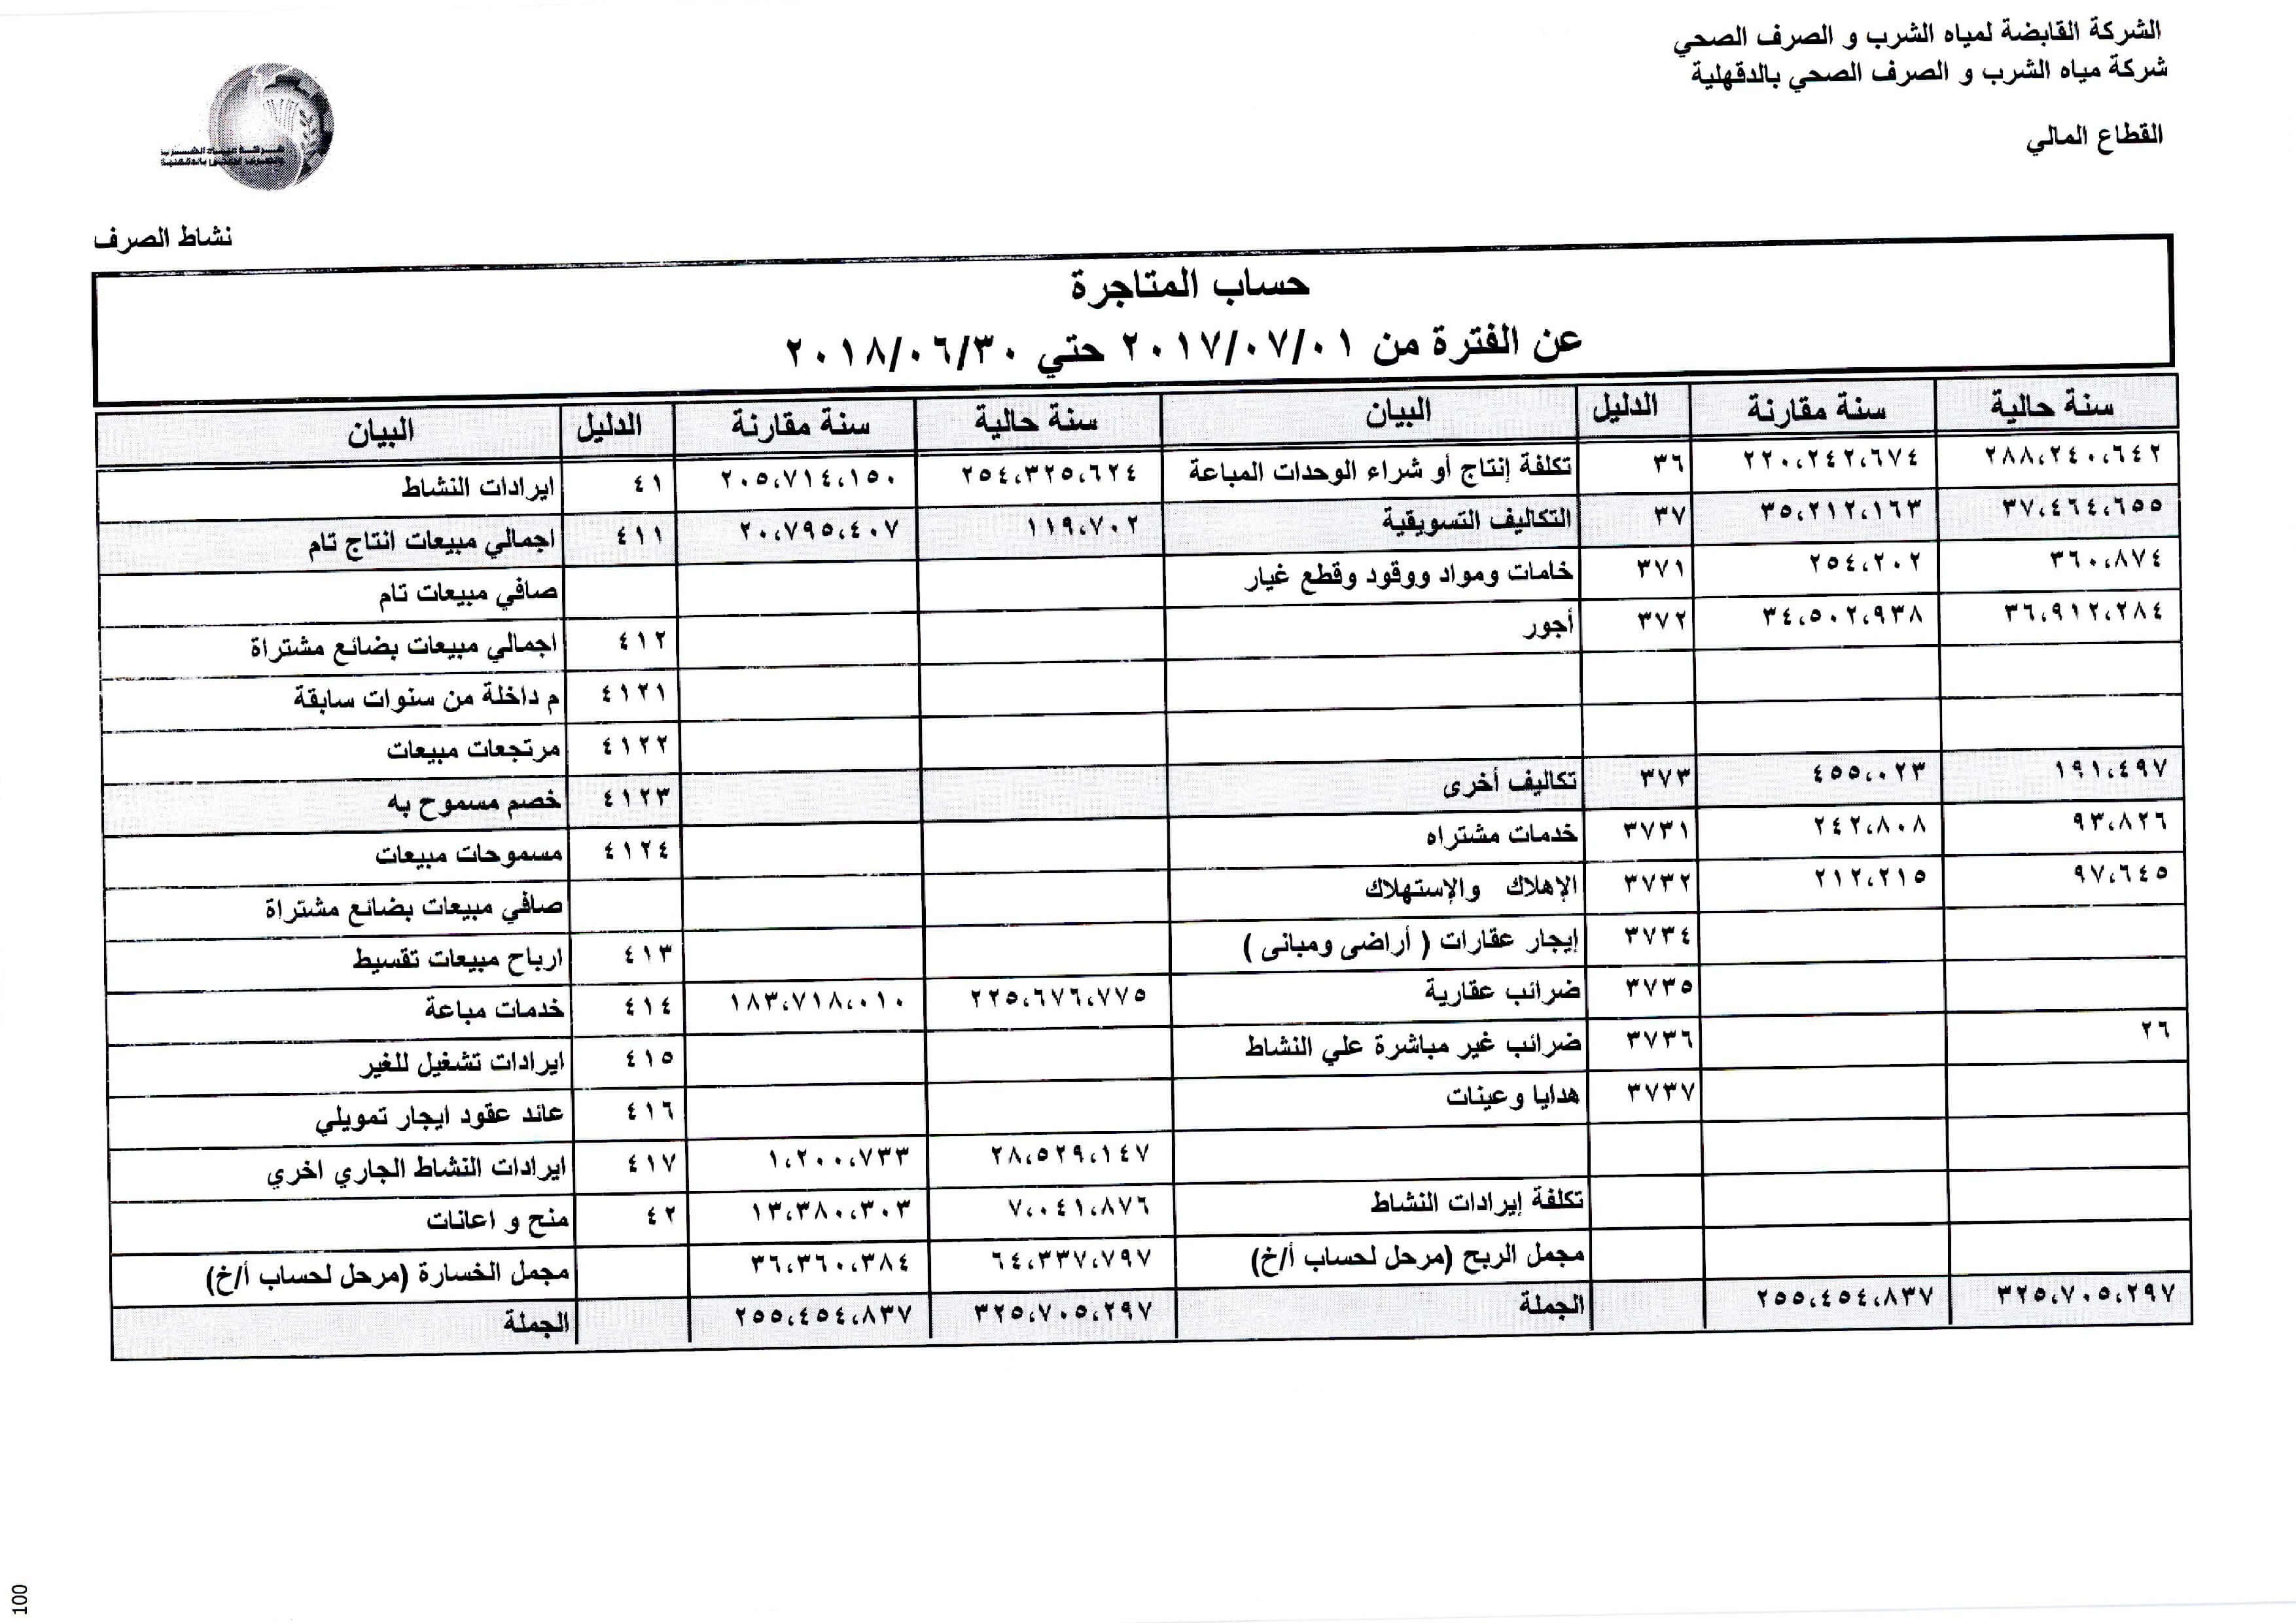 الشركة القابضة لمياه الشرب و الصرف الصحي
شركة مياه الشرب و الصرف الصحي بالدقهلية
القطاع المالي
نشاط الصرف
حساب المتاجرة
عن الفترة من ٢٠١٧/٠٧/٠١ حتي ٢٠١٨/٠٦/٣٠
سنة حالية سنة مقارنة الدليل البيان سنة حالية سنة مقارنة الدليل البيان
٢٨٨،٢٤٠،٦٤٢ ٢٢٠،٢٤٢،٦٧٤ ٣٦ تكلفة إنتاج أو شراء الوحدات المباعة ٢٥٤،٣٢٥،٦٢٤ ٢٠٥،٧١٤،١٥٠ ٤١ ايرادات النشاط
٣٧،٤٦٤،٦٥٥ ٣٥،٢١٢،١٦٣ ٣٧ التكاليف التسويقية ١١٩،٧٠٢ ٢٠،٧٩٥،٤٠٧ ٤١١ اجمالي مبيعات انتاج تام
٣٦٠،٨٧٤ ٢٥٤،٢٠٢ ٣٧١ خامات ومواد ووقود وقطع غيار صافي مبيعات تام
٣٦،٩١٢،٢٨٤ ٣٤،٥٠٢،٩٣٨ ٣٧٢ أجور ٤١٢ اجمالي مبيعات بضائع مشتراة
٤١٢١ م داخلة من سنوات سابقة
٤١٢٢ مرتجعات مبيعات
١٩١،٤٩٧ ٤٥٥،٠٢٣ ٣٧٣ تكاليف أخرى ٤١٢٣ خصم مسموح به
٩٣،٨٢٦ ٢٤٢،٨٠٨ ٣٧٣١ خدمات مشتراه ٤١٢٤ مسموحات مبيعات
٩٧،٦٤٥ ٢١٢،٢١٥ ٣٧٣٢ الإهلاك والإستهلاك صافي مبيعات بضائع مشتراة
٣٧٣٤ إيجار عقارات ( أراضى ومبانى ) ٤١٣ ارباح مبيعات تقسيط
٣٧٣٥ ضرائب عقارية ٢٢٥،٦٧٦،٧٧٥ ١٨٣،٧١٨،٠١٠ ٤١٤ خدمات مباعة
٢٦ ٣٧٣٦ ضرائب غير مباشرة علي النشاط ٤١٥ ايرادات تشغيل للغير
٣٧٣٧ هدايا وعينات ٤١٦ عائد عقود ايجار تمويلي
٢٨،٥٢٩،١٤٧ ١،٢٠٠،٧٣٣ ٤١٧ ايرادات النشاط الجاري اخري
تكلفة إيرادات النشاط ٧،٠٤١،٨٧٦ ١٣،٣٨٠،٣٠٣ ٤٢ منح و اعانات
مجمل الربح (مرحل لحساب أ/خ) ٦٤،٣٣٧،٧٩٧ ٣٦،٣٦٠،٣٨٤ مجمل الخسارة (مرحل لحساب أ/خ)
٣٢٥،٧٠٥،٢٩٧ ٢٥٥،٤٥٤،٨٣٧ الجملة ٣٢٥،٧٠٥،٢٩٧ ٢٥٥،٤٥٤،٨٣٧ الجملة
100